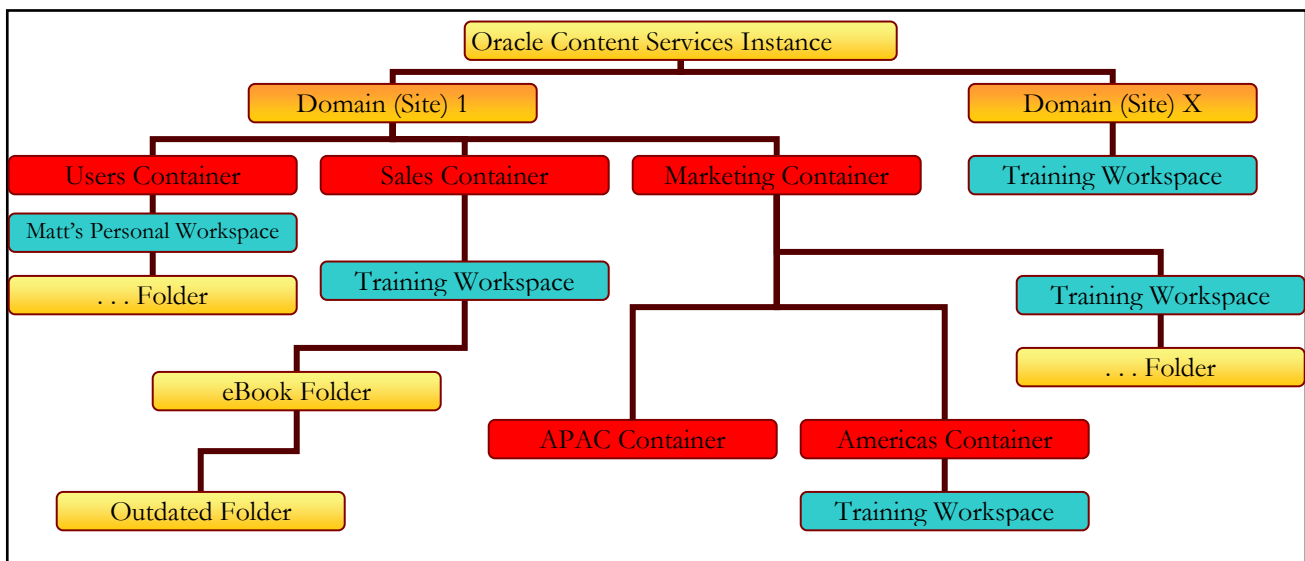 Oracle Content Services Instance
Domain (Site) 1
Domain (Site) X
Users Container
Sales Container
Marketing Container
Training Workspace
Matt's Personal Workspace
Training Workspace
Training Workspace
. . . Folder
. . . Folder
eBook Folder
APAC Container
Americas Container
Outdated Folder
Training Workspace